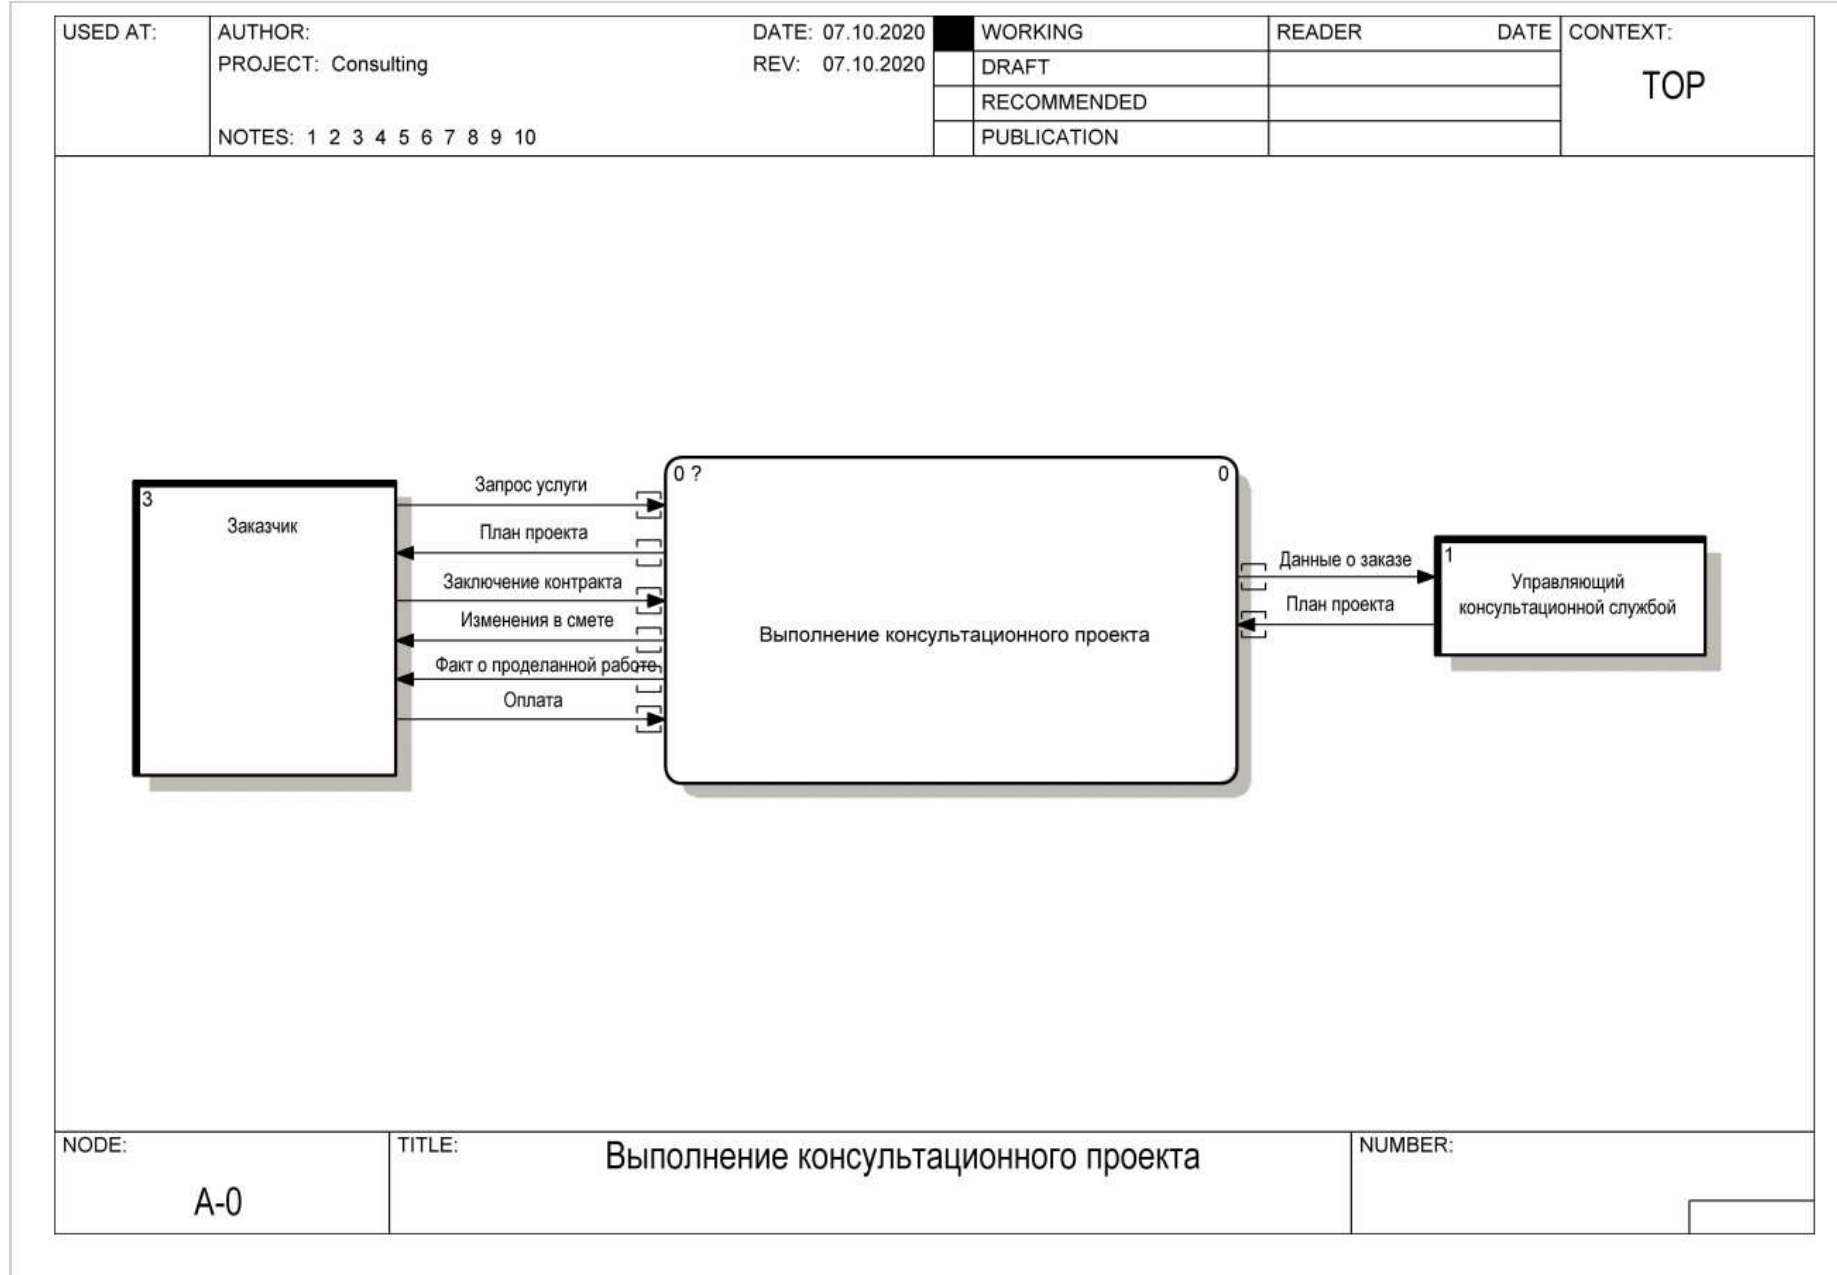 USED AT:
AUTHOR:
DATE: 07.10.2020
PROJECT: Consulting
REV: 07.10.2020
NOTES: 1 2 3 4 5 6 7 8 9 10
WORKING
DRAFT
RECOMMENDED
PUBLICATION
READER
DATE
CONTEXT:
TOP
3
Заказчик
Запрос услуги
План проекта
Заключение контракта
Изменения в смете
Факт о проделанной работе
Оплата
0 ?
0
Выполнение консультационного проекта
Данные о заказе
План проекта
1
Управляющий
консультационной службой
NODE:
A-0
TITLE:
Выполнение консультационного проекта
NUMBER: